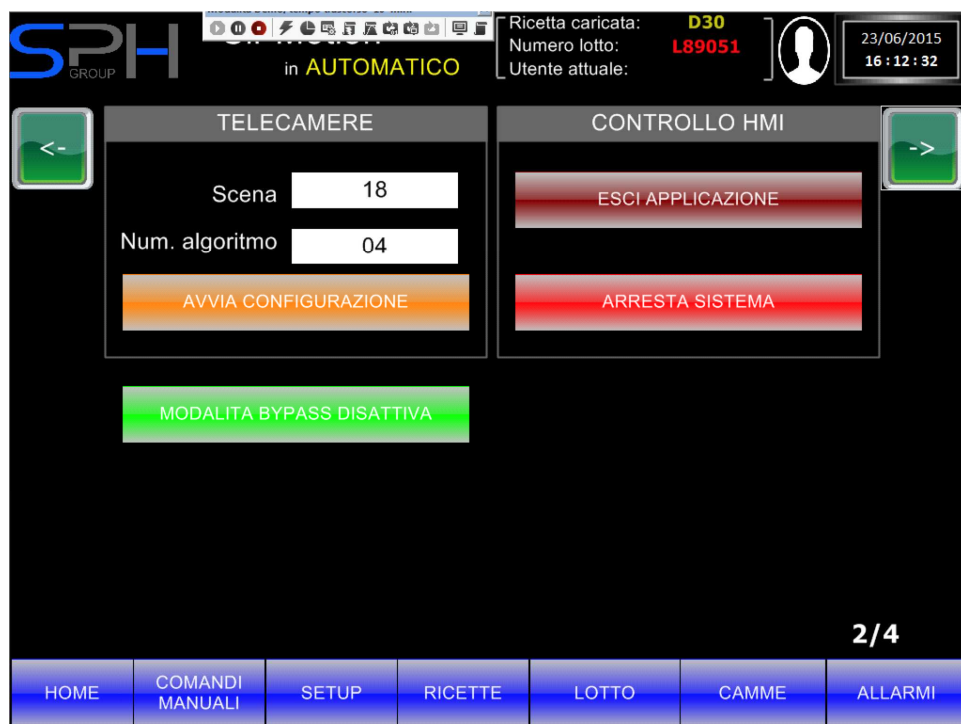 SPH
GROUP
in AUTOMATICO
Ricetta caricata: D30
Numero lotto: L89051
Utente attuale:
23/06/2015
16:12:32
<-
TELECAMERE
CONTROLLO HMI
->
Scena 18
ESCI APPLICAZIONE
Num. algoritmo 04
AVVIA CONFIGURAZIONE
ARRESTA SISTEMA
MODALITA BYPASS DISATTIVA
2/4
HOME
COMANDI
MANUALI
SETUP
RICETTE
LOTTO
CAMME
ALLARMI